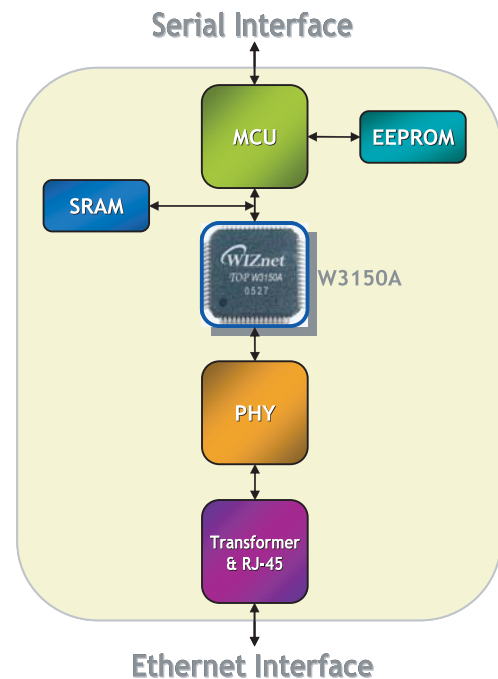 Serial Interface
MCU
EEPROM
SRAM
WIZnet
TOP W3150A
0527
W3150A
PHY
Transformer
& RJ-45
Ethernet Interface